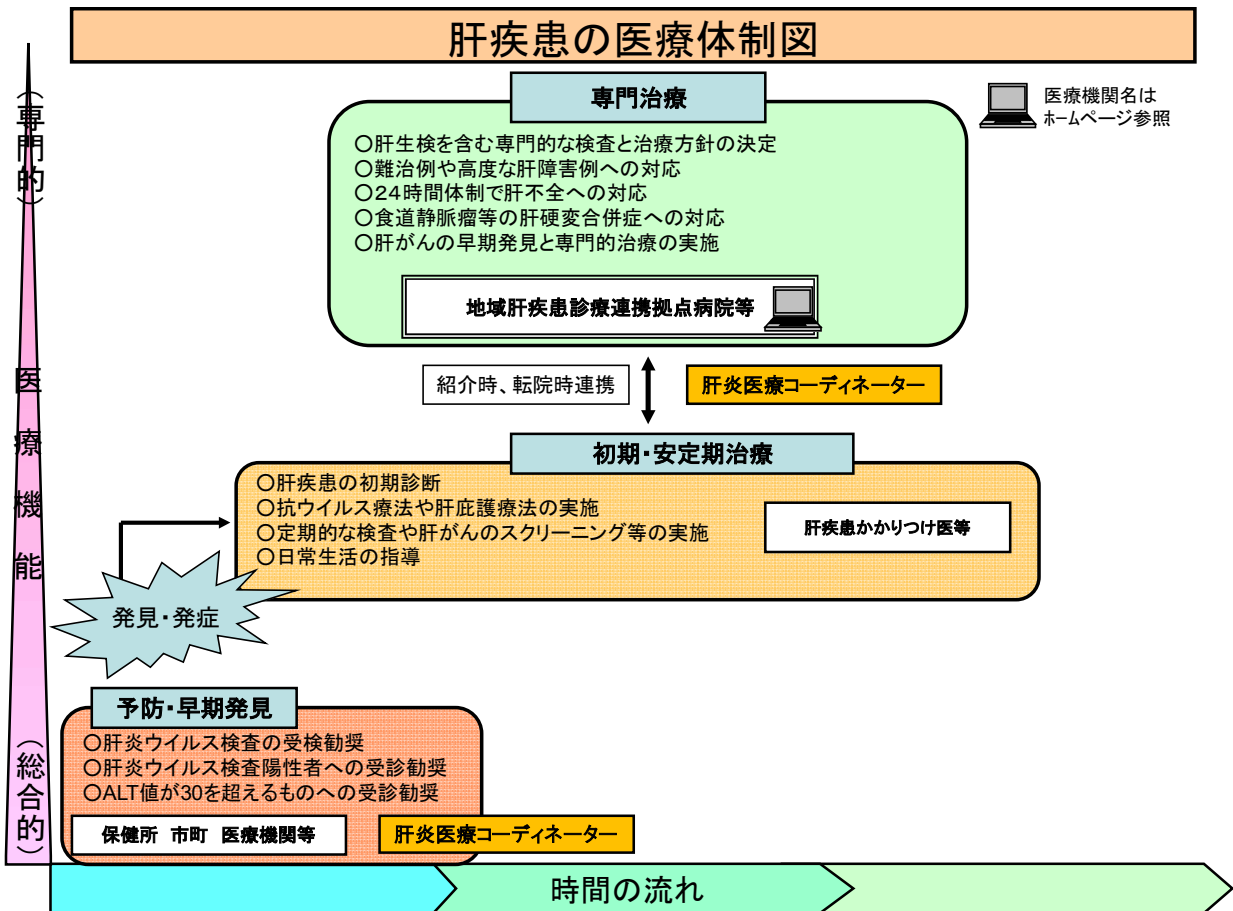 肝疾患の医療体制図
(専門的)
医療機能
(総合的)
医療機関名は
ホームページ参照
専門治療
○肝生検を含む専門的な検査と治療方針の決定
○難治例や高度な肝障害例への対応
○24時間体制で肝不全への対応
○食道静脈瘤等の肝硬変合併症への対応
○肝がんの早期発見と専門的治療の実施
地域肝疾患診療連携拠点病院等
紹介時、転院時連携
肝炎医療コーディネーター
初期・安定期治療
○肝疾患の初期診断
○抗ウイルス療法や肝庇護療法の実施
○定期的な検査や肝がんのスクリーニング等の実施
○日常生活の指導
肝疾患かかりつけ医等
発見・発症
予防・早期発見
○肝炎ウイルス検査の受検勧奨
○肝炎ウイルス検査陽性者への受診勧奨
○ALT値が30を超えるものへの受診勧奨
保健所 市町 医療機関等
肝炎医療コーディネーター
時間の流れ